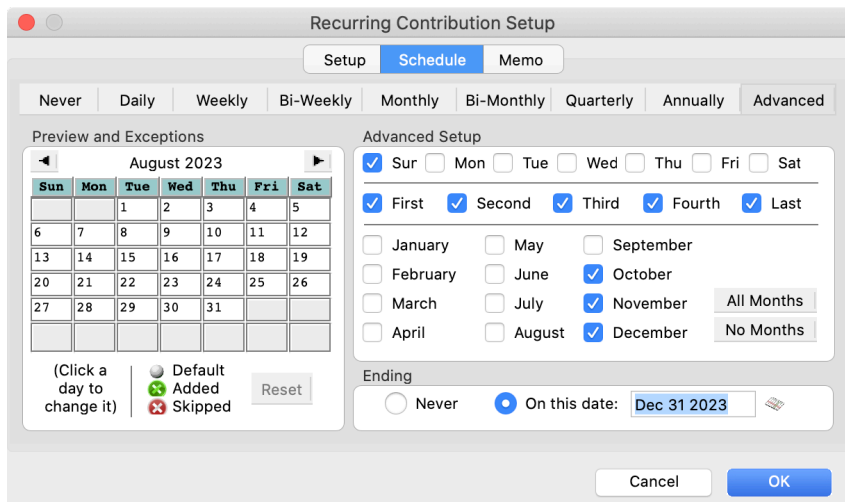 Recurring Contribution Setup
Setup Schedule Memo
Never Daily Weekly Bi-Weekly Monthly Bi-Monthly Quarterly Annually Advanced
Preview and Exceptions
August 2023
Sun Mon Tue Wed Thu Fri Sat
1 2 3 4 5
6 7 8 9 10 11 12
13 14 15 16 17 18 19
20 21 22 23 24 25 26
27 28 29 30 31
(Click a
day to
change it)
Default
Added
Skipped
Reset
Advanced Setup
Sur Mon Tue Wed Thu Fri Sat
First Second Third Fourth Last
January May September
February June October
March July November All Months
April August December No Months
Ending
Never On this date: Dec 31 2023
Cancel OK